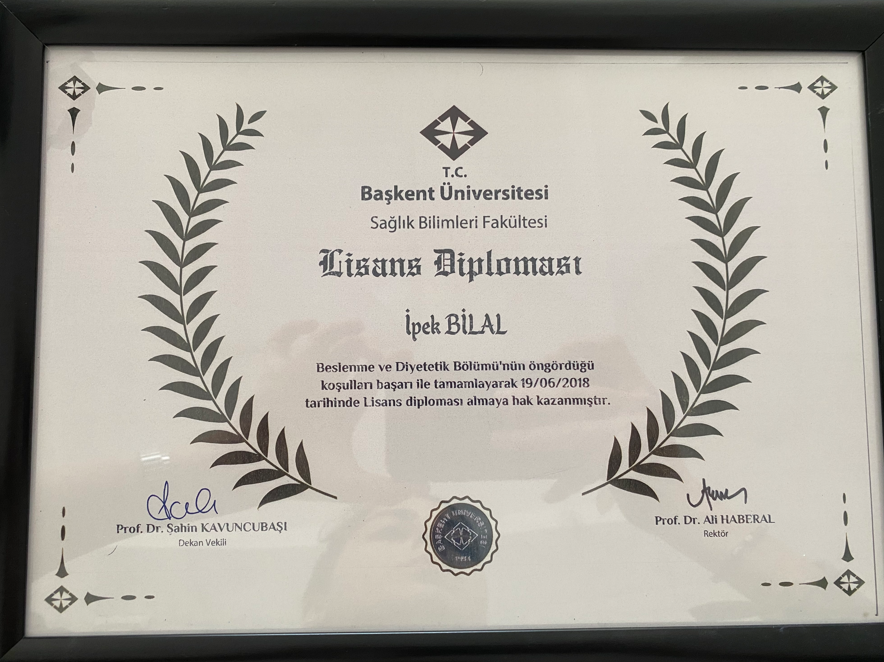 T.C.
Başkent Üniversitesi
Sağlık Bilimleri Fakültesi
Lisans Diploması
İpek BİLAL
Beslenme ve Diyetetik Bölümü'nün öngördüğü
koşulları başarı ile tamamlayarak 19/06/2018
tarihinde Lisans diploması almaya hak kazanmıştır.
Prof. Dr. Şahin KAVUNCUBAŞI
Dekan Vekili
Prof. Dr. Ali HABERAL
Rektör